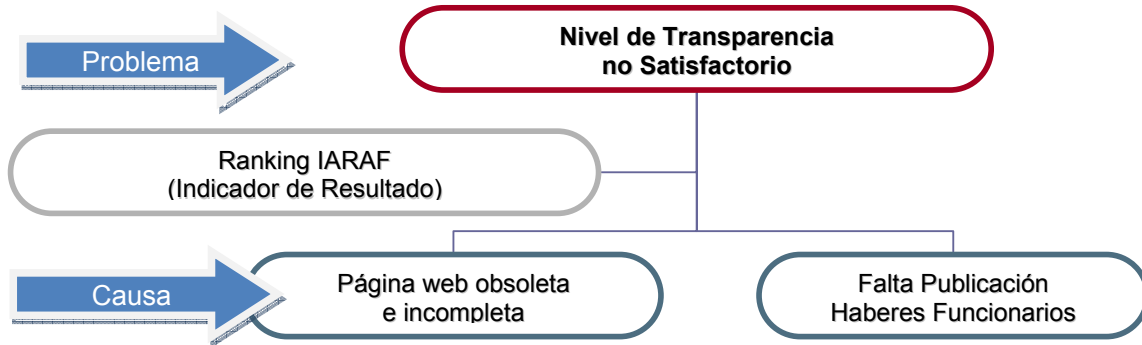 Problema
Nivel de Transparencia
no Satisfactorio
Ranking IARAF
(Indicador de Resultado)
Causa
Página web obsoleta
e incompleta
Falta Publicación
Haberes Funcionarios